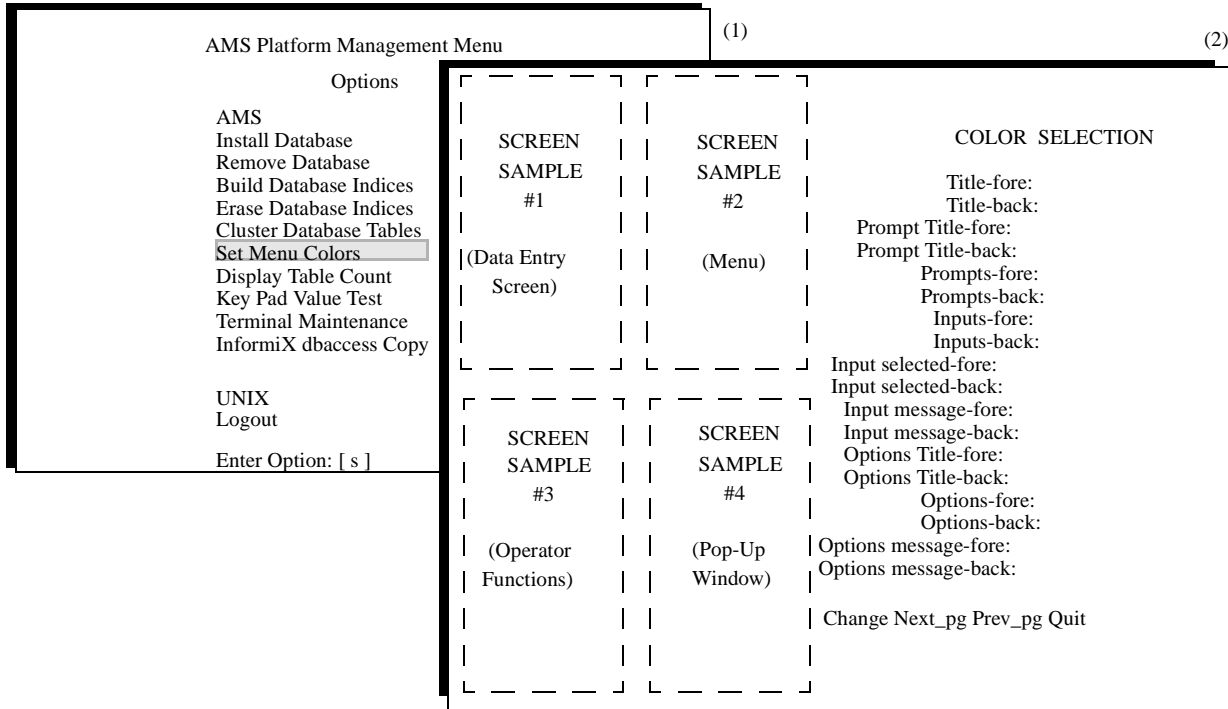 (1)
AMS Platform Management Menu
Options
AMS
Install Database
Remove Database
Build Database Indices
Erase Database Indices
Cluster Database Tables
Set Menu Colors
Display Table Count
Key Pad Value Test
Terminal Maintenance
InformiX dbaccess Copy
UNIX
Logout
Enter Option: [ s ]
(2)
SCREEN
SAMPLE
#1
(Data Entry
Screen)
SCREEN
SAMPLE
#2
(Menu)
SCREEN
SAMPLE
#3
(Operator
Functions)
SCREEN
SAMPLE
#4
(Pop-Up
Window)
COLOR SELECTION
Title-fore:
Title-back:
Prompt Title-fore:
Prompt Title-back:
Prompts-fore:
Prompts-back:
Inputs-fore:
Inputs-back:
Input selected-fore:
Input selected-back:
Input message-fore:
Input message-back:
Options Title-fore:
Options Title-back:
Options-fore:
Options-back:
Options message-fore:
Options message-back:
Change Next_pg Prev_pg Quit